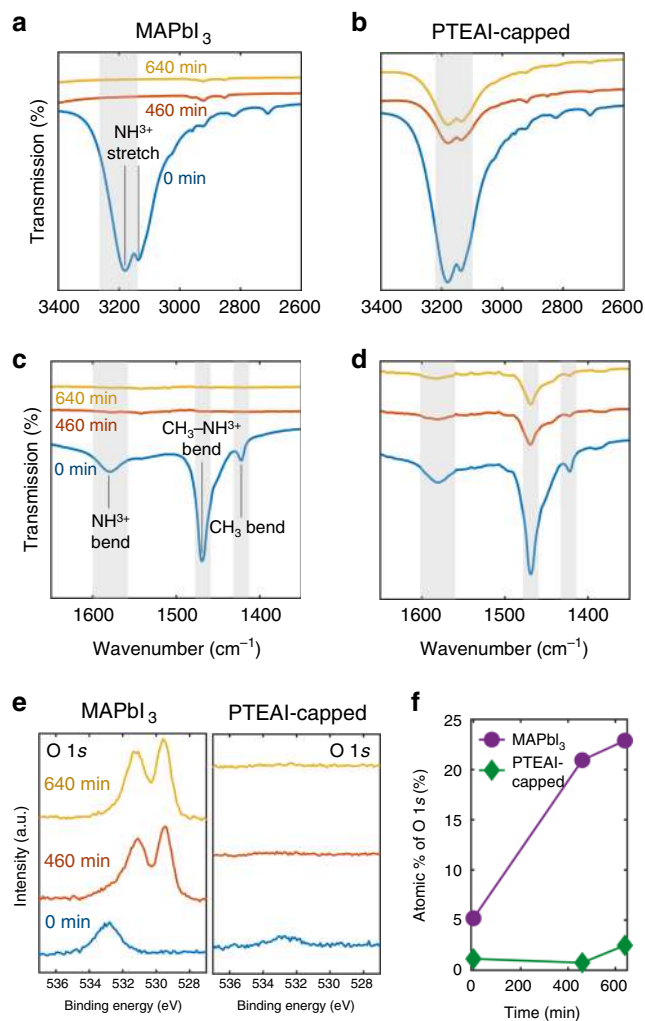 a
MAPbI₃
b
PTEAI-capped
Transmission (%)
640 min
460 min
NH³⁺
stretch
0 min
3400 3200 3000 2800 2600
3400 3200 3000 2800 2600
c
d
Transmission (%)
640 min
460 min
0 min
CH₃–NH³⁺
bend
NH³⁺
bend
CH₃ bend
1600 1500 1400
1600 1500 1400
Wavenumber (cm⁻¹)
Wavenumber (cm⁻¹)
e
MAPbI₃
PTEAI-capped
Intensity (a.u.)
O 1s
640 min
460 min
0 min
O 1s
536 534 532 530 528
536 534 532 530 528
Binding energy (eV)
Binding energy (eV)
f
Atomic % of O 1s (%)
25
20
15
10
5
0
MAPbI₃
PTEAI-
capped
0 200 400 600
Time (min)